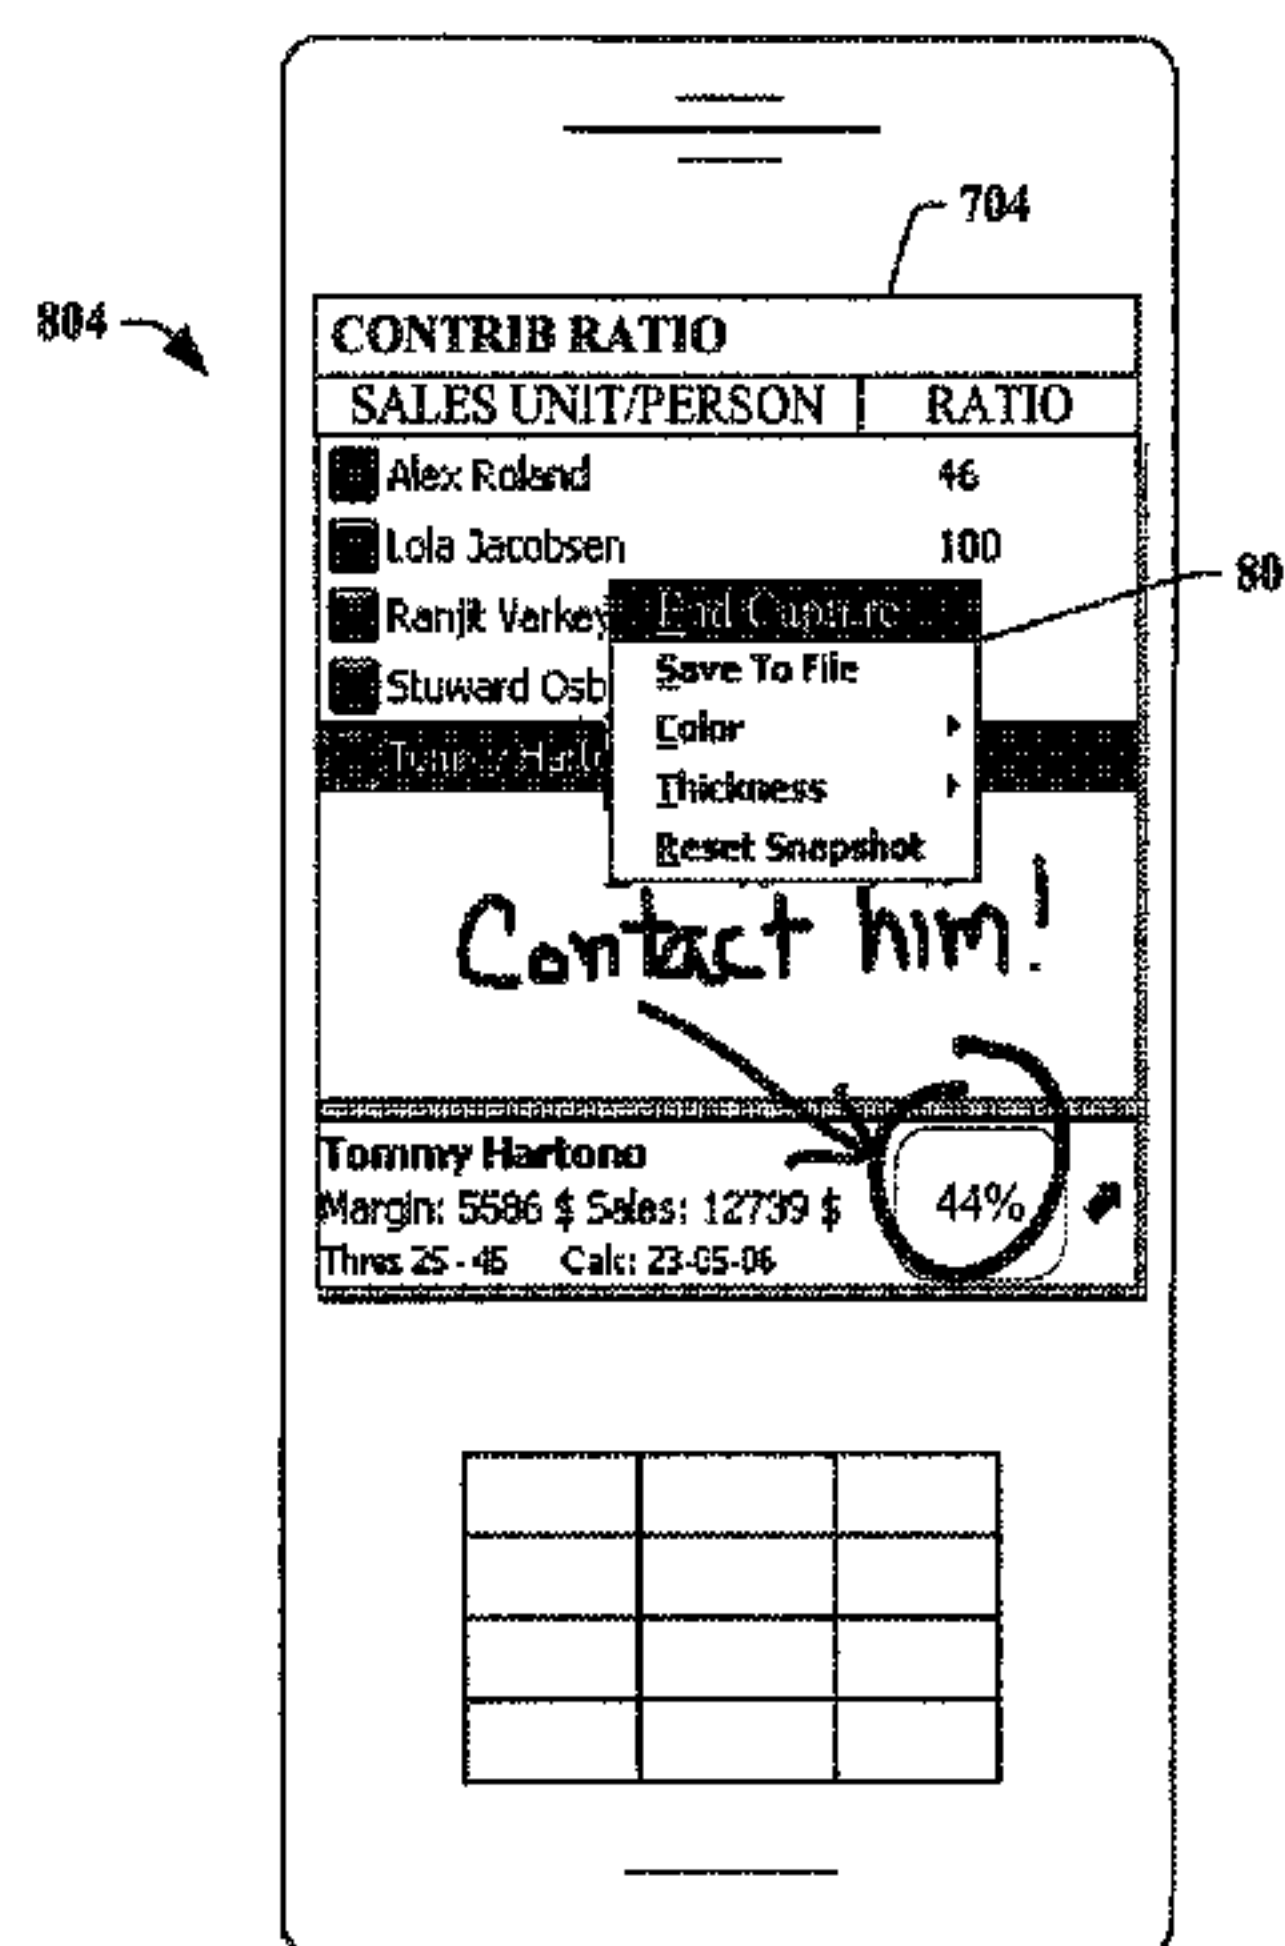 704
804
CONTRIB RATIO
SALES UNIT/PERSON RATIO
Alex Roland 46
Lola Jacobsen 100
80
Ranjit Varkey End Capture
Save To File
Stuward Osb
Color
Thickness
Reset Snapshot
Contact him!
Tommy Hartono
Margin: 5586 $ Sales: 12739 $ 44%
Thres 25 - 45 Calc: 23-05-06